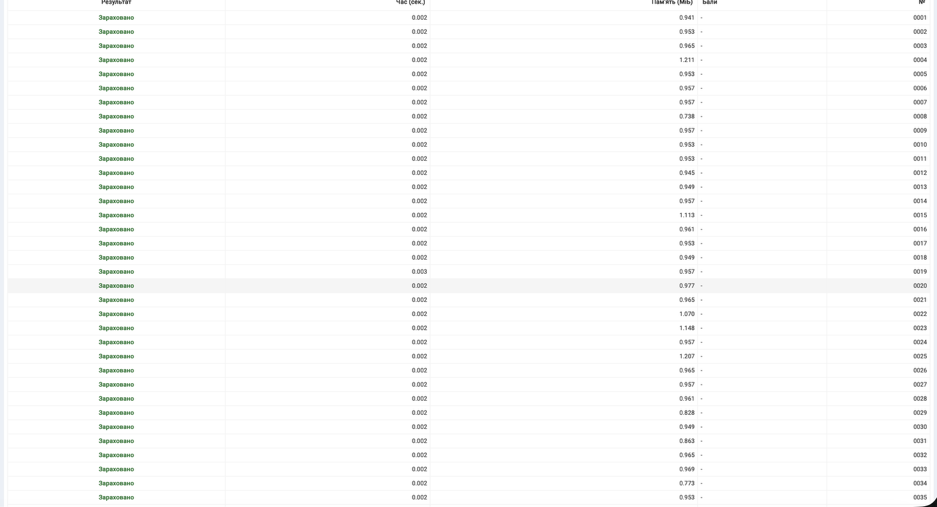 Результат Час (сек.) Пам'ять (МіБ) Бали №
Зараховано 0.002 0.941 - 0001
Зараховано 0.002 0.953 - 0002
Зараховано 0.002 0.965 - 0003
Зараховано 0.002 1.211 - 0004
Зараховано 0.002 0.953 - 0005
Зараховано 0.002 0.957 - 0006
Зараховано 0.002 0.957 - 0007
Зараховано 0.002 0.738 - 0008
Зараховано 0.002 0.957 - 0009
Зараховано 0.002 0.953 - 0010
Зараховано 0.002 0.953 - 0011
Зараховано 0.002 0.945 - 0012
Зараховано 0.002 0.949 - 0013
Зараховано 0.002 0.957 - 0014
Зараховано 0.002 1.113 - 0015
Зараховано 0.002 0.961 - 0016
Зараховано 0.002 0.953 - 0017
Зараховано 0.002 0.949 - 0018
Зараховано 0.003 0.957 - 0019
Зараховано 0.002 0.977 - 0020
Зараховано 0.002 0.965 - 0021
Зараховано 0.002 1.070 - 0022
Зараховано 0.002 1.148 - 0023
Зараховано 0.002 0.957 - 0024
Зараховано 0.002 1.207 - 0025
Зараховано 0.002 0.965 - 0026
Зараховано 0.002 0.957 - 0027
Зараховано 0.002 0.961 - 0028
Зараховано 0.002 0.828 - 0029
Зараховано 0.002 0.949 - 0030
Зараховано 0.002 0.863 - 0031
Зараховано 0.002 0.965 - 0032
Зараховано 0.002 0.969 - 0033
Зараховано 0.002 0.773 - 0034
Зараховано 0.002 0.953 - 0035